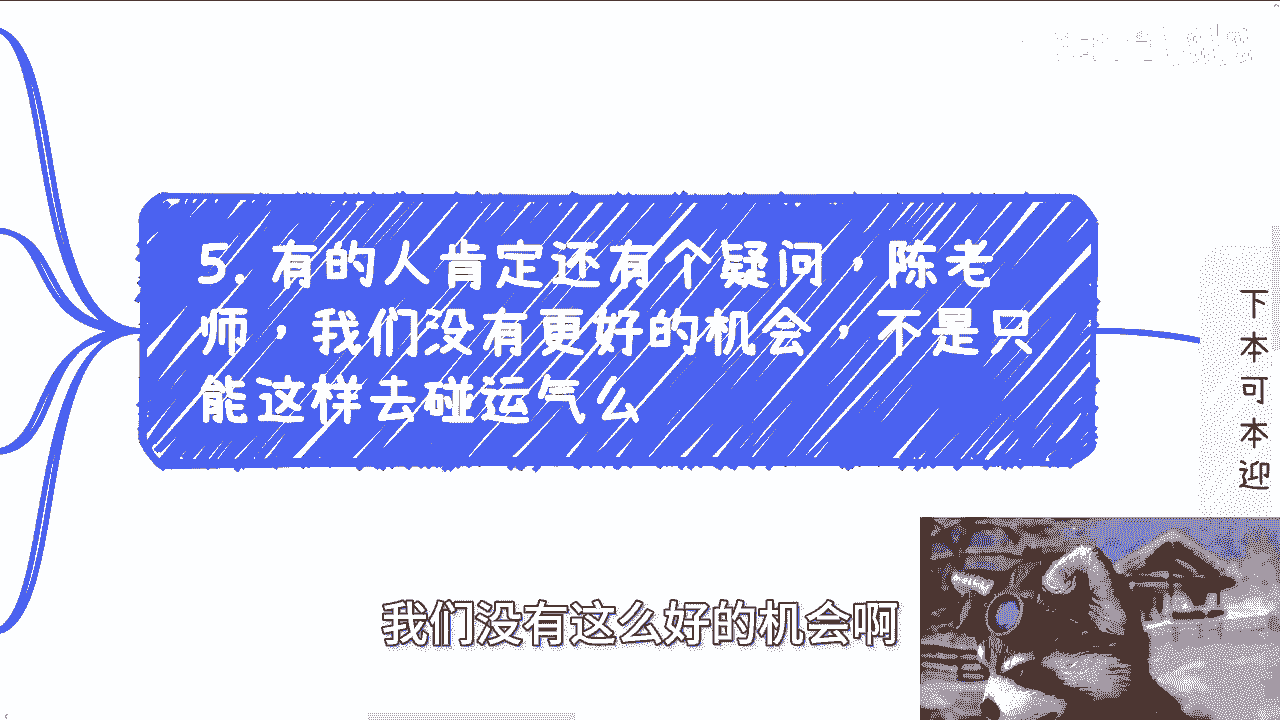 5. 有的人肯定还有个疑问，陈老
师，我们没有更好的机会，不是只
能这样去碰运气么
下
本
可
本
迎
我们没有这么好的机会啊